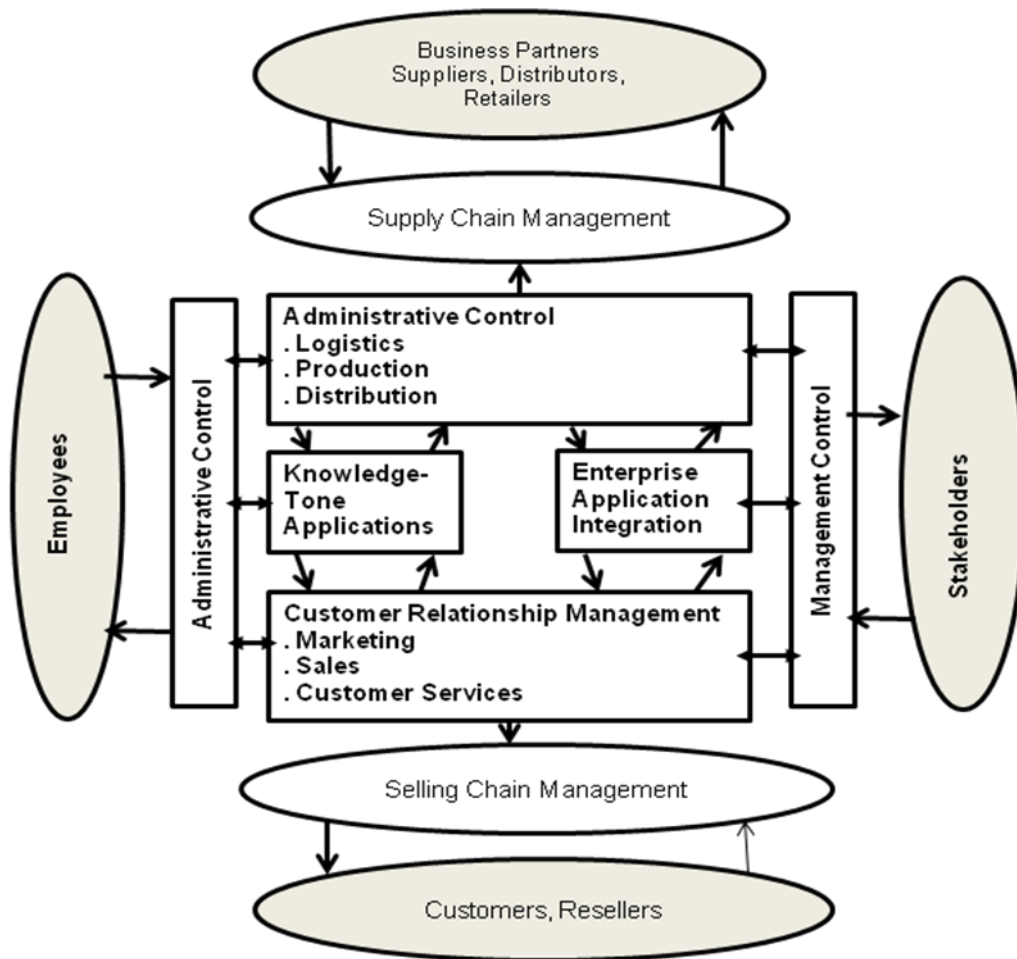 Business Partners
Suppliers, Distributors,
Retailers
Supply Chain Management
Employees
Administrative Control
Administrative Control
. Logistics
. Production
. Distribution
Knowledge-
Tone
Applications
Enterprise
Application
Integration
Customer Relationship Management
. Marketing
. Sales
. Customer Services
Management Control
Stakeholders
Selling Chain Management
Customers, Resellers